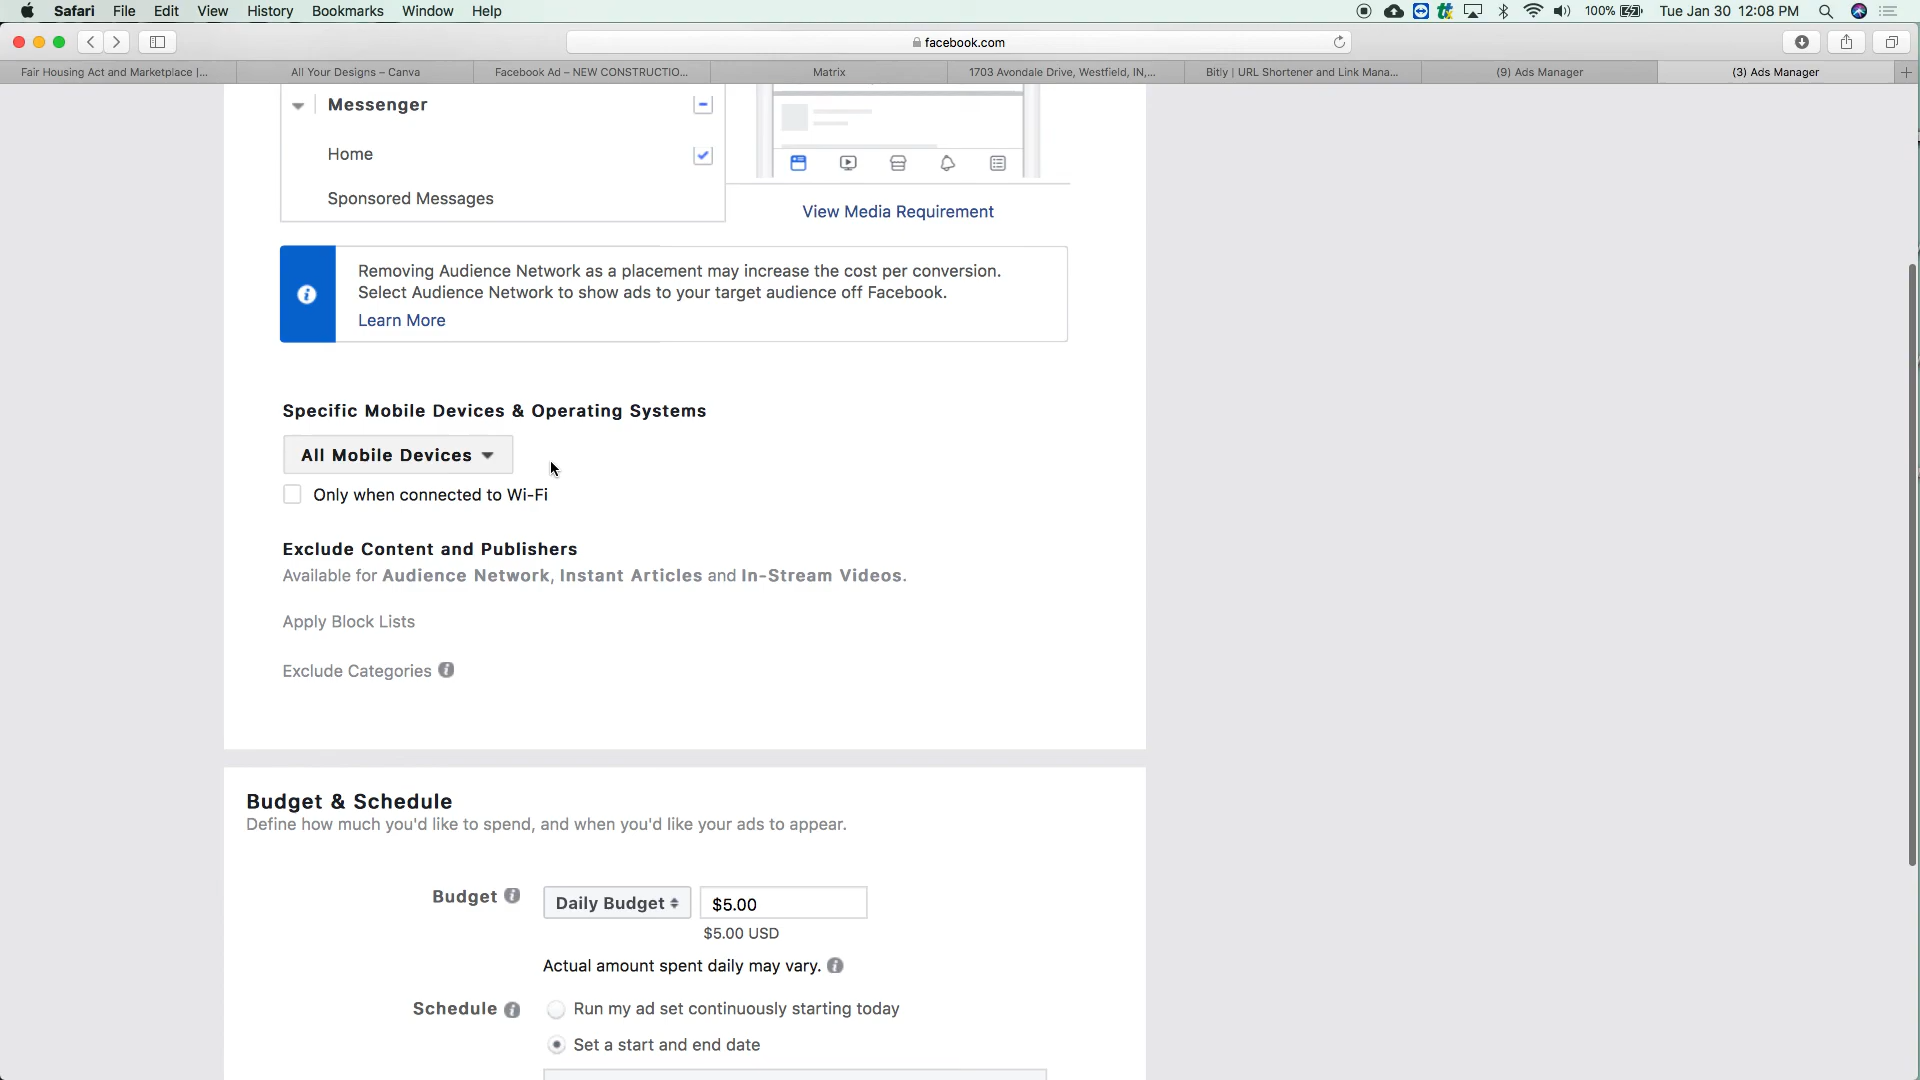 Safari File Edit View History Bookmarks Window Help 100% Tue Jan 30 12:08 PM
facebook.com
Fair Housing Act and Marketplace |... All Your Designs – Canva Facebook Ad – NEW CONSTRUCTIO... Matrix 1703 Avondale Drive, Westfield, IN,... Bitly | URL Shortener and Link Mana... (9) Ads Manager (3) Ads Manager
Messenger
Home
Sponsored Messages
View Media Requirement
Removing Audience Network as a placement may increase the cost per conversion.
Select Audience Network to show ads to your target audience off Facebook.
Learn More
Specific Mobile Devices & Operating Systems
All Mobile Devices
Only when connected to Wi-Fi
Exclude Content and Publishers
Available for Audience Network, Instant Articles and In-Stream Videos.
Apply Block Lists
Exclude Categories
Budget & Schedule
Define how much you'd like to spend, and when you'd like your ads to appear.
Budget Daily Budget $5.00
$5.00 USD
Actual amount spent daily may vary.
Schedule Run my ad set continuously starting today
Set a start and end date